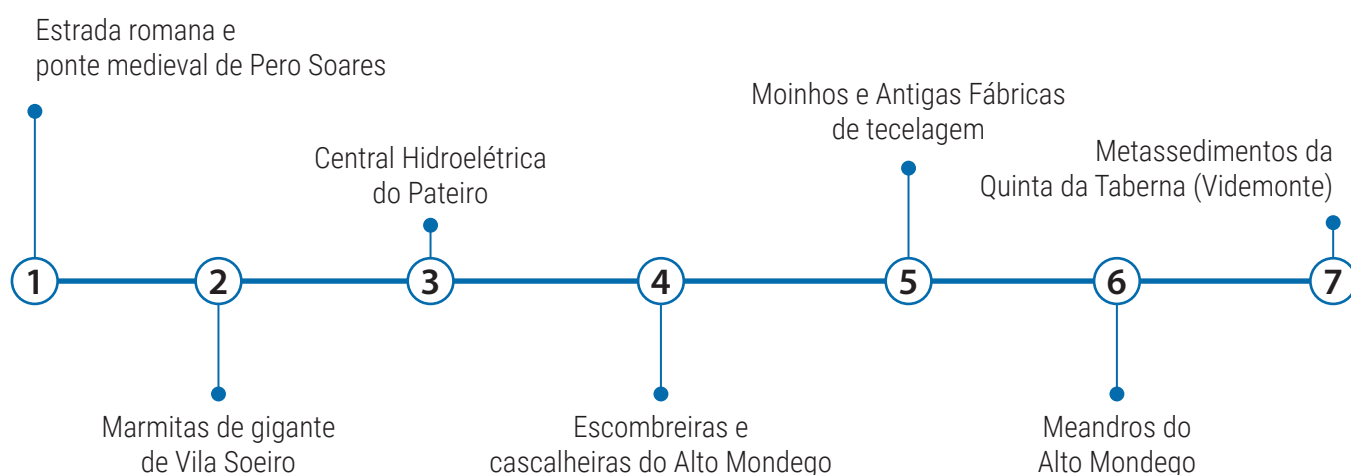 Estrada romana e
ponte medieval de Pero Soares
Moinhos e Antigas Fábricas
de tecelagem
Central Hidroelétrica
do Pateiro
Metassedimentos da
Quinta da Taberna (Videmonte)
1
2
3
4
5
6
7
Marmitas de gigante
de Vila Soeiro
Escombreiras e
cascalheiras do Alto Mondego
Meandros do
Alto Mondego